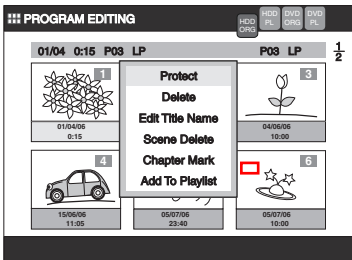 PROGRAM EDITING
HDD ORG
HDD PL
DVD ORG
DVD PL
01/04 0:15 P03 LP P03 LP
1/2
1
3
Protect
Delete
Edit Title Name
Scene Delete
Chapter Mark
Add To Playlist
01/04/06
0:15
04/06/06
10:00
4
6
15/06/06
11:05
05/07/06
23:40
05/07/06
10:00